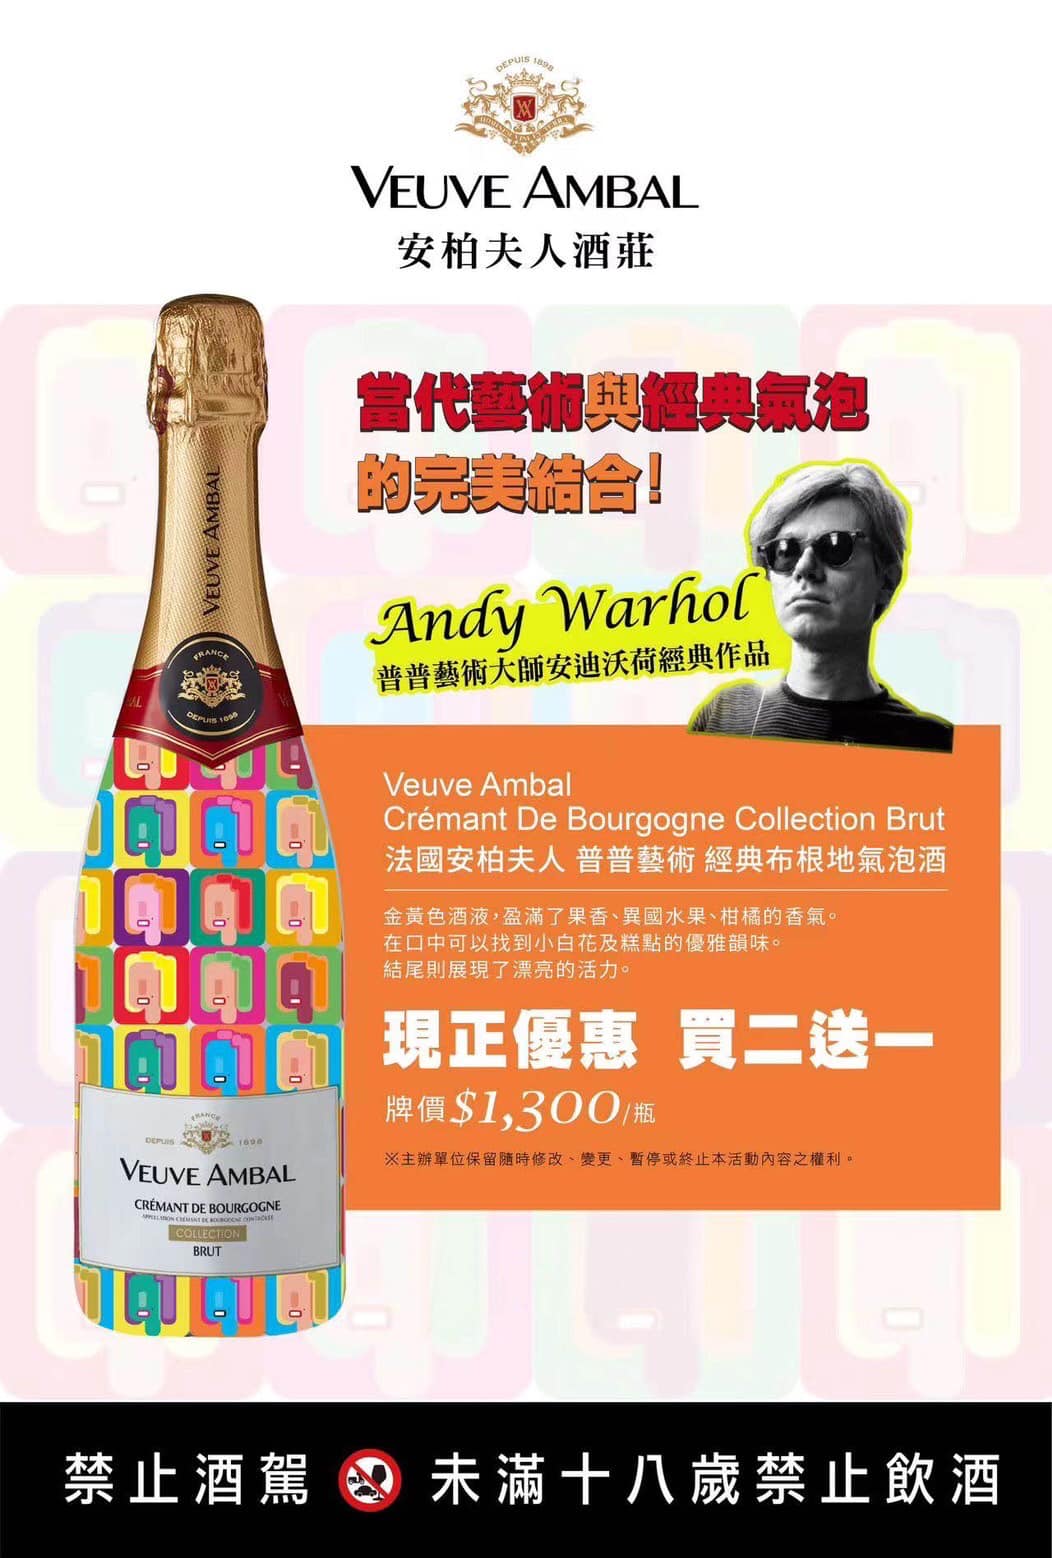 DEPUIS 1898
VEUVE AMBAL
安柏夫人酒莊
當代藝術與經典氣泡
的完美結合!
Andy Warhol
普普藝術大師安迪沃荷經典作品
VEUVE AMBAL
FRANCE
DEPUIS 1898
Veuve Ambal
Crémant De Bourgogne Collection Brut
法國安柏夫人 普普藝術 經典布根地氣泡酒
金黃色酒液,盈滿了果香、異國水果、柑橘的香氣。
在口中可以找到小白花及糕點的優雅韻味。
結尾則展現了漂亮的活力。
現正優惠 買二送一
牌價$1,300/瓶
※主辦單位保留隨時修改、變更、暫停或終止本活動內容之權利。
FRANCE
DEPUIS 1898
VEUVE AMBAL
CRÉMANT DE BOURGOGNE
APPELLATION CRÉMANT DE BOURGOGNE CONTRÔLÉE
COLLECTION
BRUT
禁止酒駕 未滿十八歲禁止飲酒